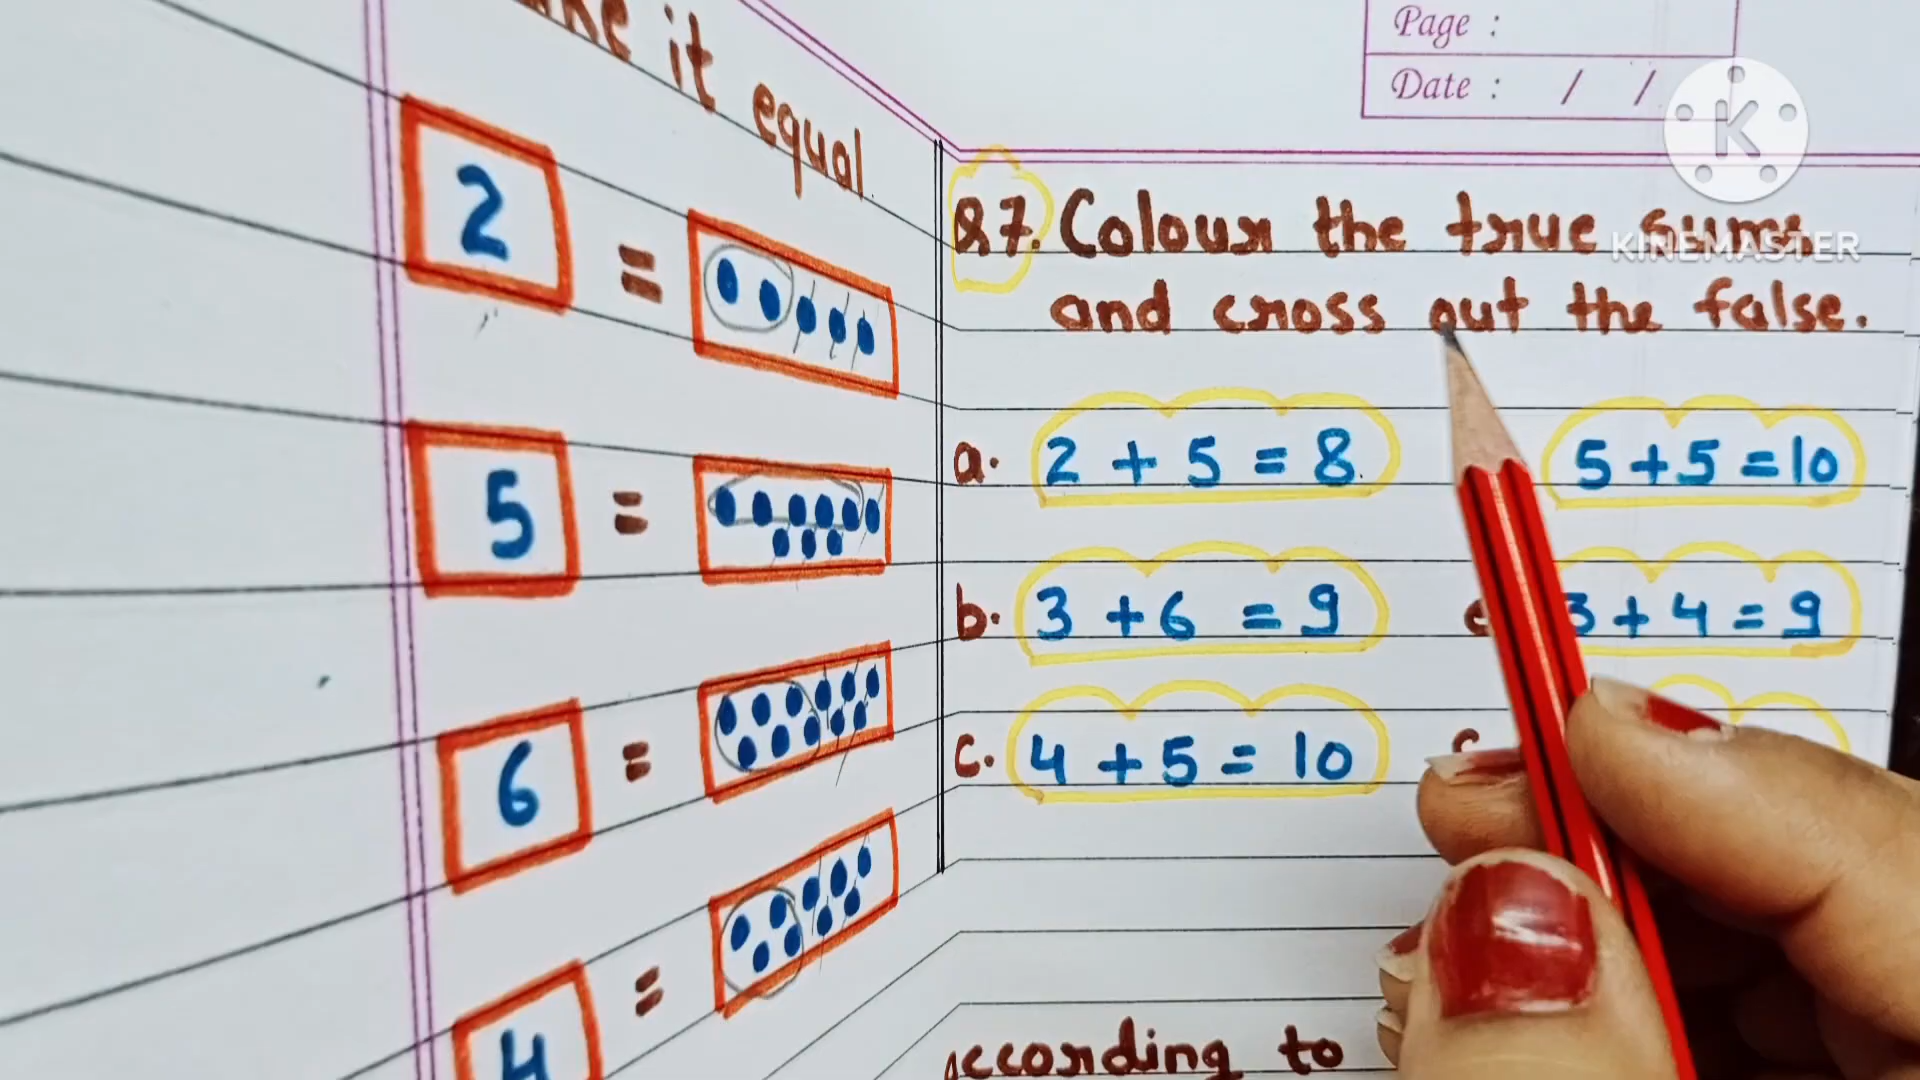 it equal
2 =
5 =
6 =
4 =
Page :
Date : / /
K
KINEMASTER
Q7. Colour the true sums
and cross out the false.
a. 2 + 5 = 8
5 + 5 = 10
b. 3 + 6 = 9
e 3 + 4 = 9
c. 4 + 5 = 10
according to